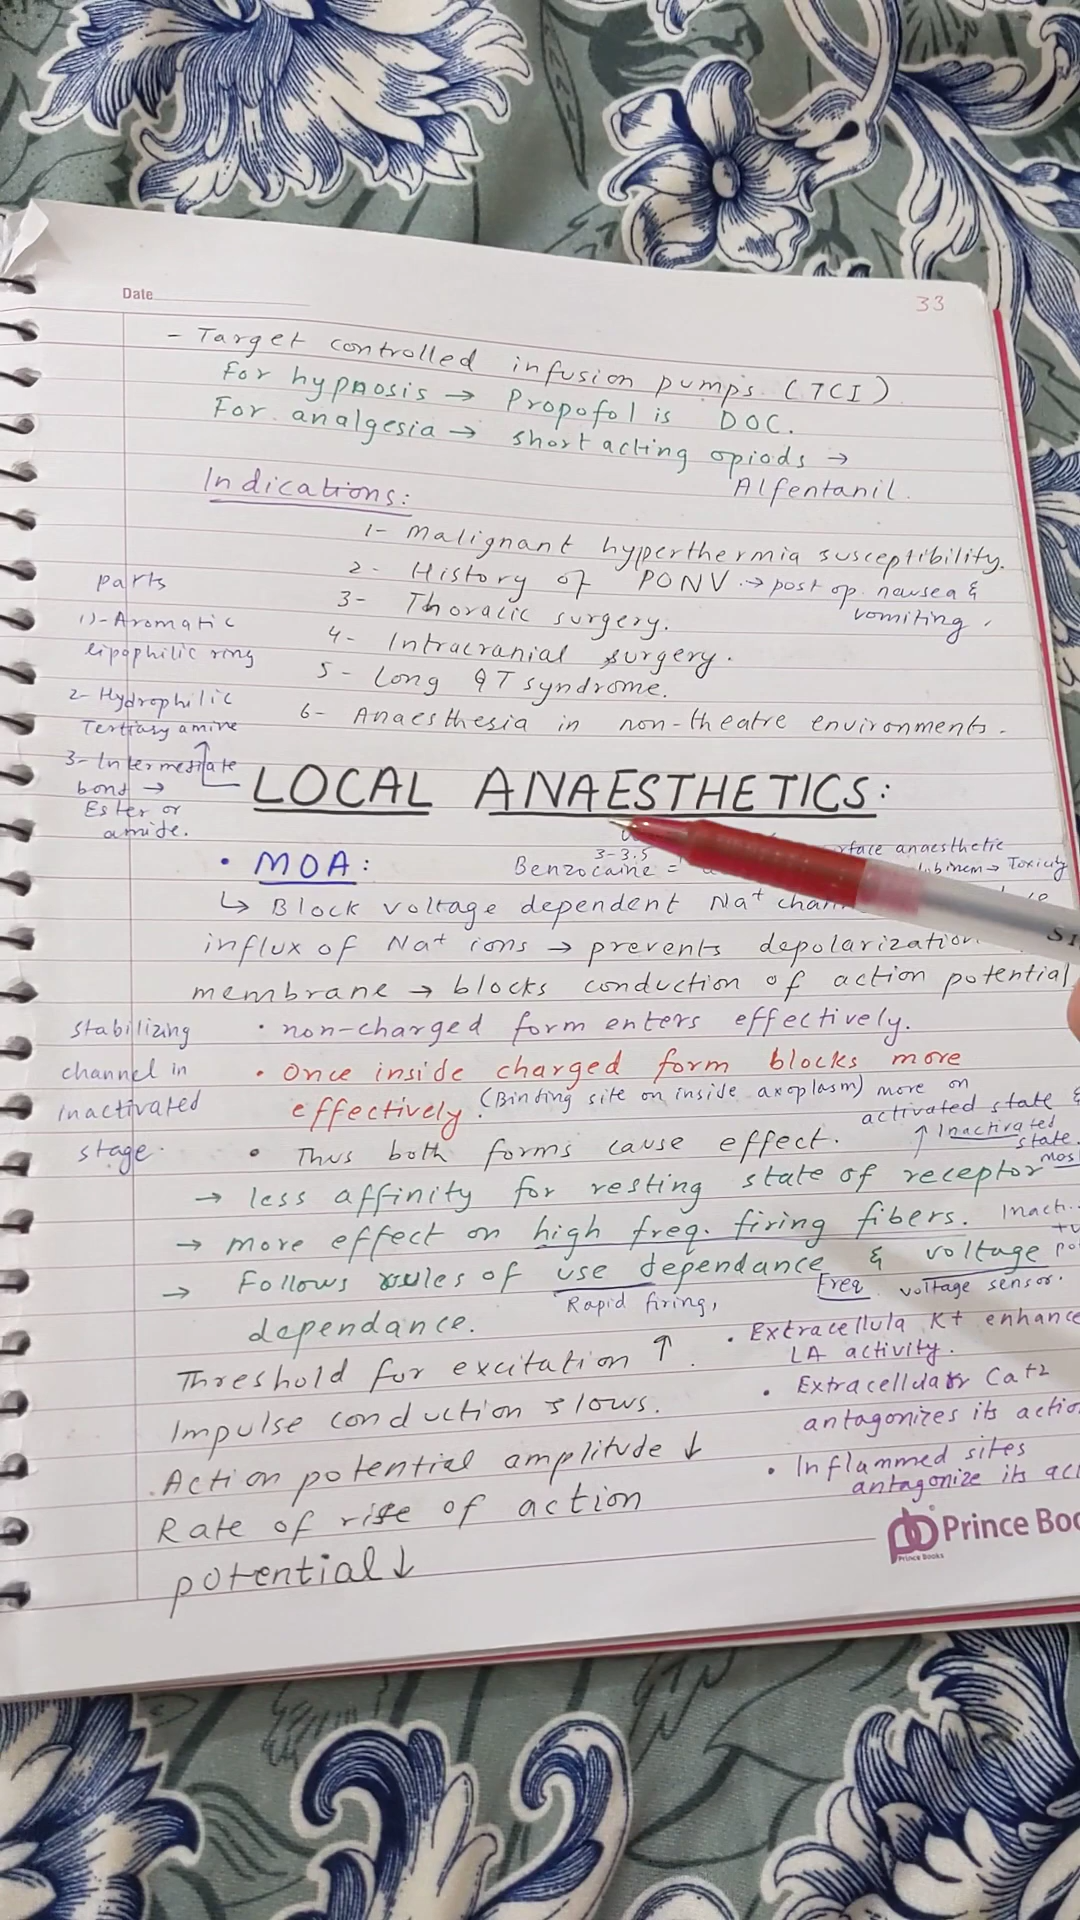 Date
33
- Target controlled infusion pumps (TCI)
For hypnosis → Propofol is DOC.
For analgesia → short acting opiods →
Alfentanil.
Indications:
1- Malignant hyperthermia susceptibility.
2- History of PONV → post op. nausea &
vomiting,
3- Thoracic surgery.
4- Intracranial surgery.
5- Long QT syndrome.
6- Anaesthesia in non-theatre environments.
parts
1)- Aromatic
lipophilic ring
2- Hydrophilic
Tertiary amine
3- Intermediate
bond →
Ester or
amide.
LOCAL ANAESTHETICS:
• MOA:
3-3.5
Benzocaine =
anaesthetic
→ Toxicity
↳ Block voltage dependent Na+
influx of Na+ ions → prevents depolarization
membrane → blocks conduction of action potential
• non-charged form enters effectively.
• Once inside charged form blocks more
effectively. (Binding site on inside axoplasm) more on
activated state &
↑ Inactivated
state.
• Thus both forms cause effect.
stabilizing
channel in
inactivated
stage.
→ less affinity for resting state of receptor
→ more effect on high freq. firing fibers.
→ Follows rules of use dependance & voltage
Rapid firing, Freq voltage sensor.
dependance.
Threshold for excitation ↑.
Impulse conduction slows.
Action potential amplitude ↓
Rate of rise of action
potential ↓
• Extracellula K+ enhance
LA activity.
• Extracellular Ca+2
antagonizes its
• Inflammed sites
antagonize its
Prince Books
Prince